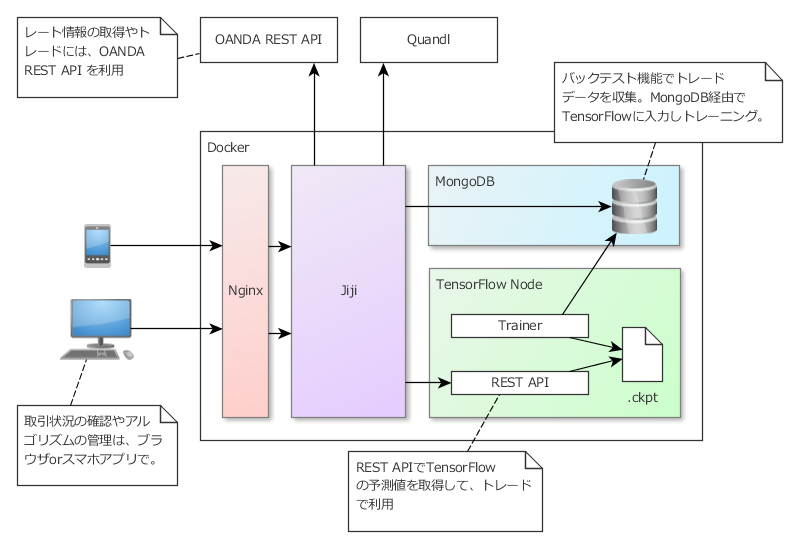 レート情報の取得やト
レードには、OANDA
REST API を利用
OANDA REST API
Quandl
バックテスト機能でトレード
データを収集。MongoDB経由で
TensorFlowに入力しトレーニング。
Docker
MongoDB
Nginx
Jiji
TensorFlow Node
Trainer
REST API
.ckpt
取引状況の確認やアル
ゴリズムの管理は、ブラ
ウザorスマホアプリで。
REST APIでTensorFlow
の予測値を取得して、トレード
で利用